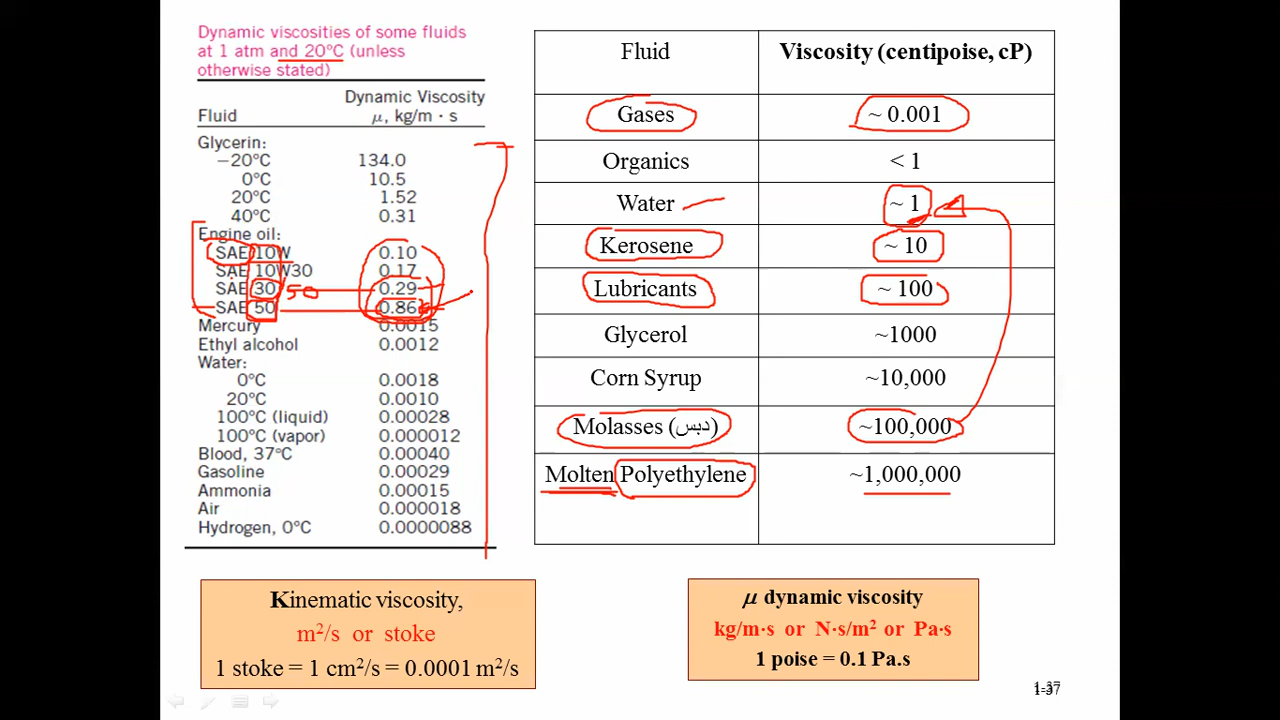 Dynamic viscosities of some fluids
at 1 atm and 20°C (unless
otherwise stated)
Dynamic Viscosity
Fluid μ, kg/m · s
Glycerin:
−20°C 134.0
0°C 10.5
20°C 1.52
40°C 0.31
Engine oil:
SAE 10W 0.10
SAE 10W30 0.17
SAE 30 50 0.29
SAE 50 0.86
Mercury 0.0015
Ethyl alcohol 0.0012
Water:
0°C 0.0018
20°C 0.0010
100°C (liquid) 0.00028
100°C (vapor) 0.000012
Blood, 37°C 0.00040
Gasoline 0.00029
Ammonia 0.00015
Air 0.000018
Hydrogen, 0°C 0.0000088
Fluid Viscosity (centipoise, cP)
Gases ~ 0.001
Organics < 1
Water ~ 1
Kerosene ~ 10
Lubricants ~ 100
Glycerol ~1000
Corn Syrup ~10,000
Molasses (دبس) ~100,000
Molten Polyethylene ~1,000,000
Kinematic viscosity,
m²/s or stoke
1 stoke = 1 cm²/s = 0.0001 m²/s
μ dynamic viscosity
kg/m·s or N·s/m² or Pa·s
1 poise = 0.1 Pa.s
1-37